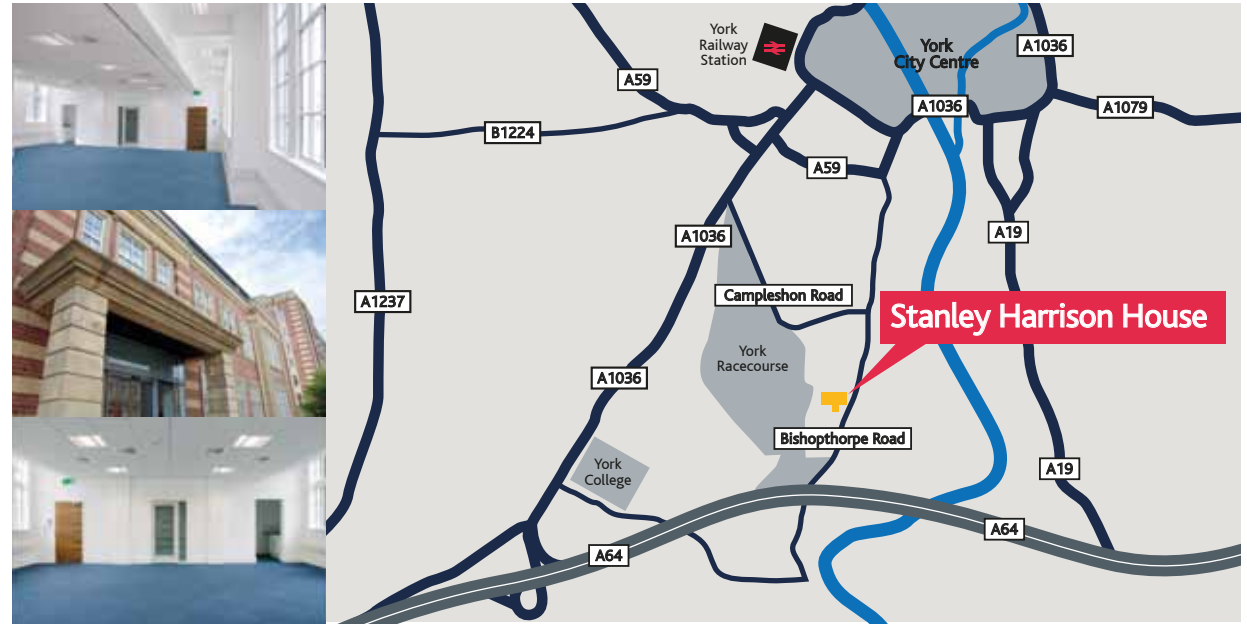 York
Railway
Station
York
City Centre
A1036
A59
A1036
A1079
B1224
A59
A1036
A19
Campleshon Road
A1237
Stanley Harrison House
York
Racecourse
A1036
Bishopthorpe Road
York
College
A19
A64
A64